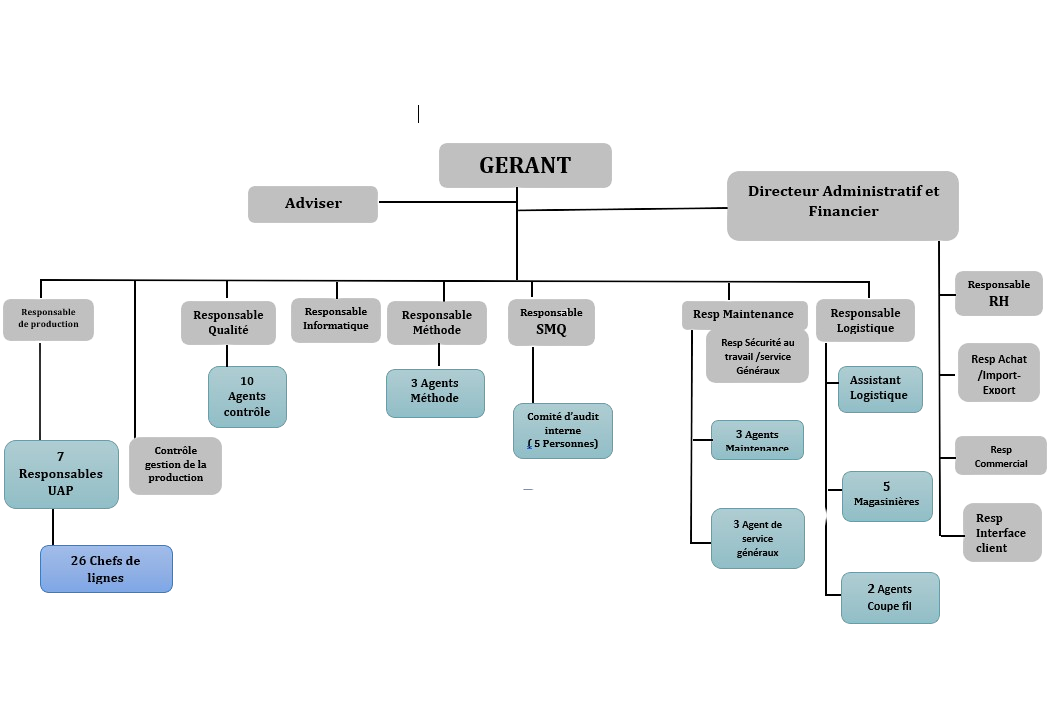 GERANT
Adviser
Directeur Administratif et
Financier
Responsable
de production
Responsable
Qualité
Responsable
Informatique
Responsable
Méthode
Responsable
SMQ
Resp Maintenance
Resp Sécurité au
travail /service
Généraux
Responsable
Logistique
Responsable
RH
Resp Achat
/Import-
Export
Resp
Commercial
Resp
Interface
client
10
Agents
contrôle
3 Agents
Méthode
Comité d'audit
interne
( 5 Personnes)
3 Agents
Maintenance
3 Agent de
service
généraux
Assistant
Logistique
5
Magasinières
2 Agents
Coupe fil
7
Responsables
UAP
Contrôle
gestion de la
production
26 Chefs de
lignes